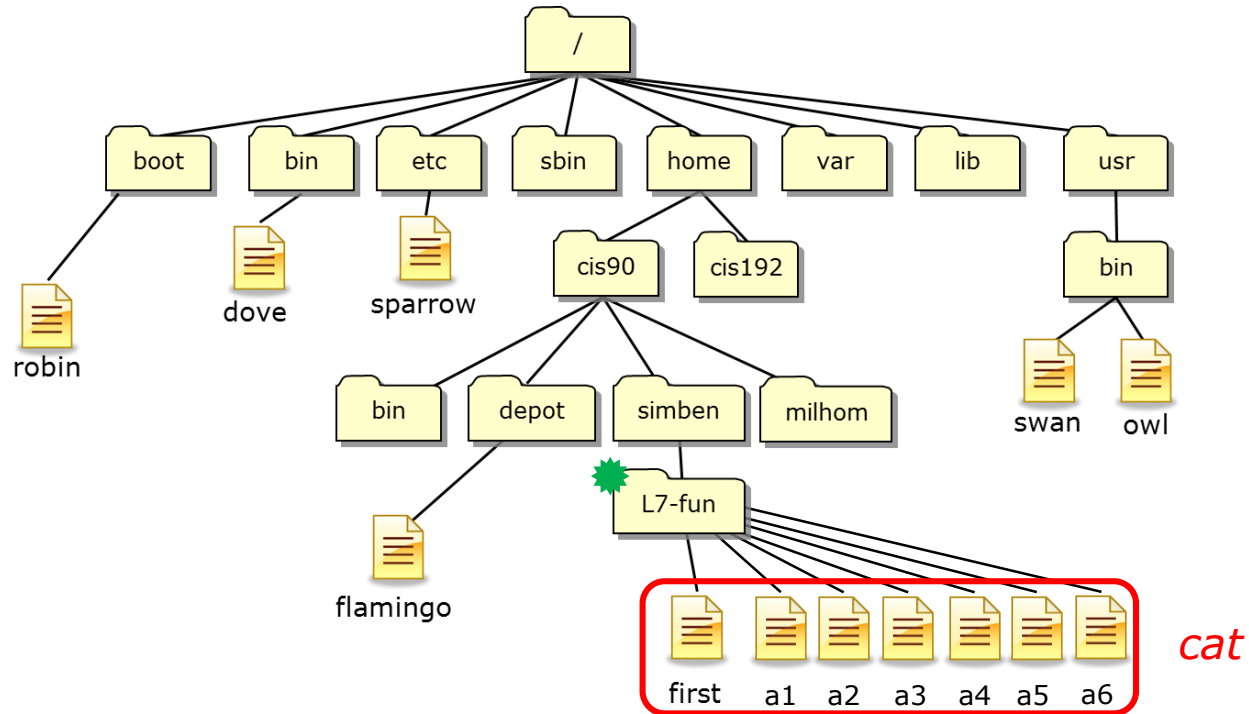 /
boot bin etc sbin home var lib usr
cis90 cis192 bin
dove sparrow
robin
bin depot simben milhom
swan owl
L7-fun
flamingo
cat
first a1 a2 a3 a4 a5 a6